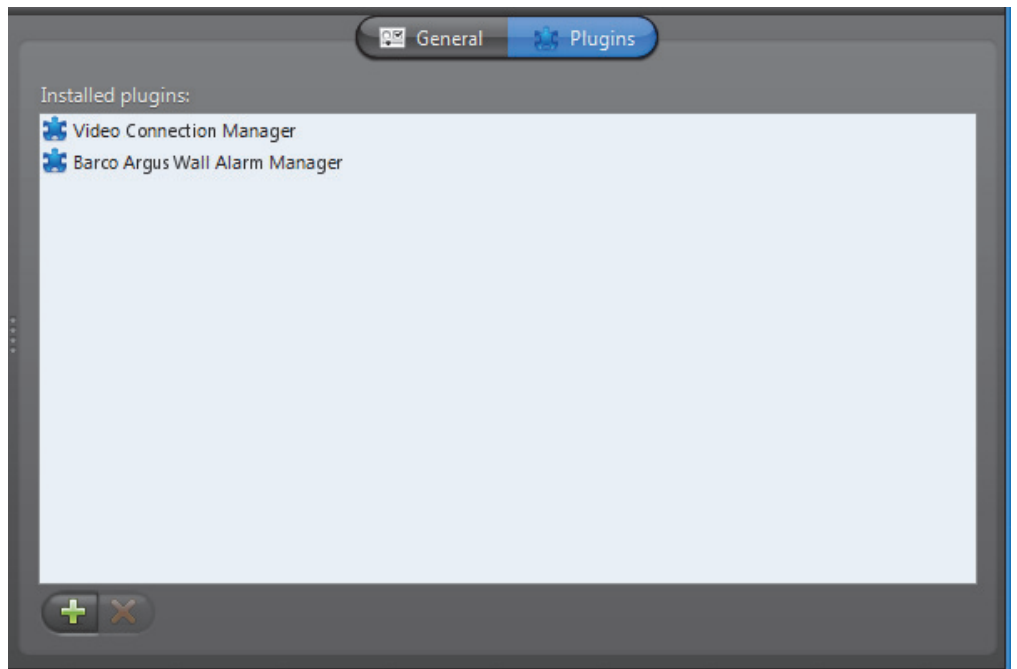 General
Plugins
Installed plugins:
Video Connection Manager
Barco Argus Wall Alarm Manager